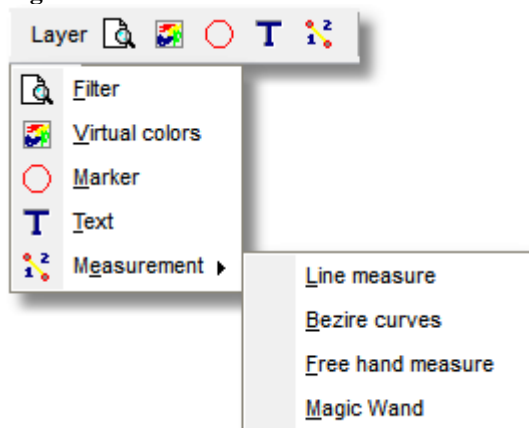 Layer
Filter
Virtual colors
Marker
Text
Measurement
Line measure
Bezire curves
Free hand measure
Magic Wand